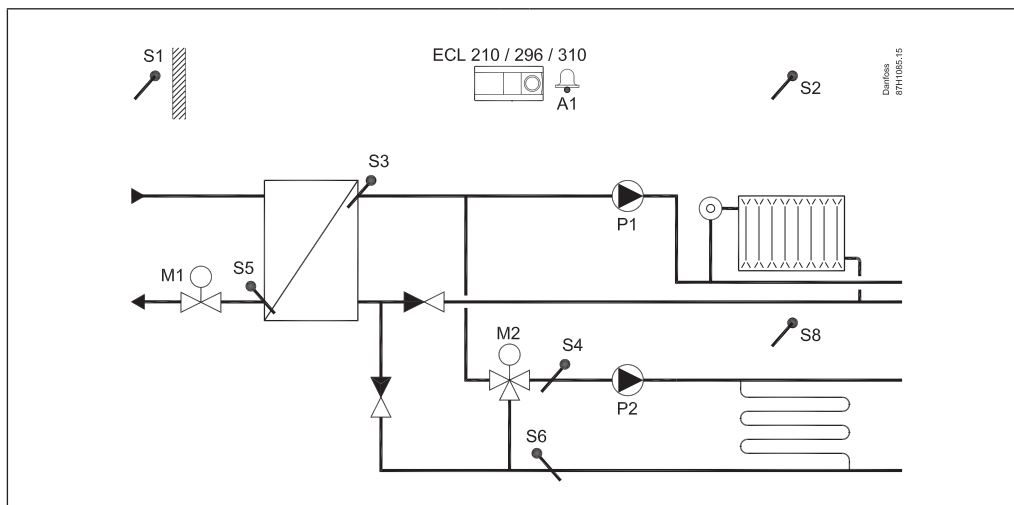 S1
ECL 210 / 296 / 310
A1
S2
Danfoss
87H1085.15
S3
P1
M1
S5
M2
S4
S8
P2
S6